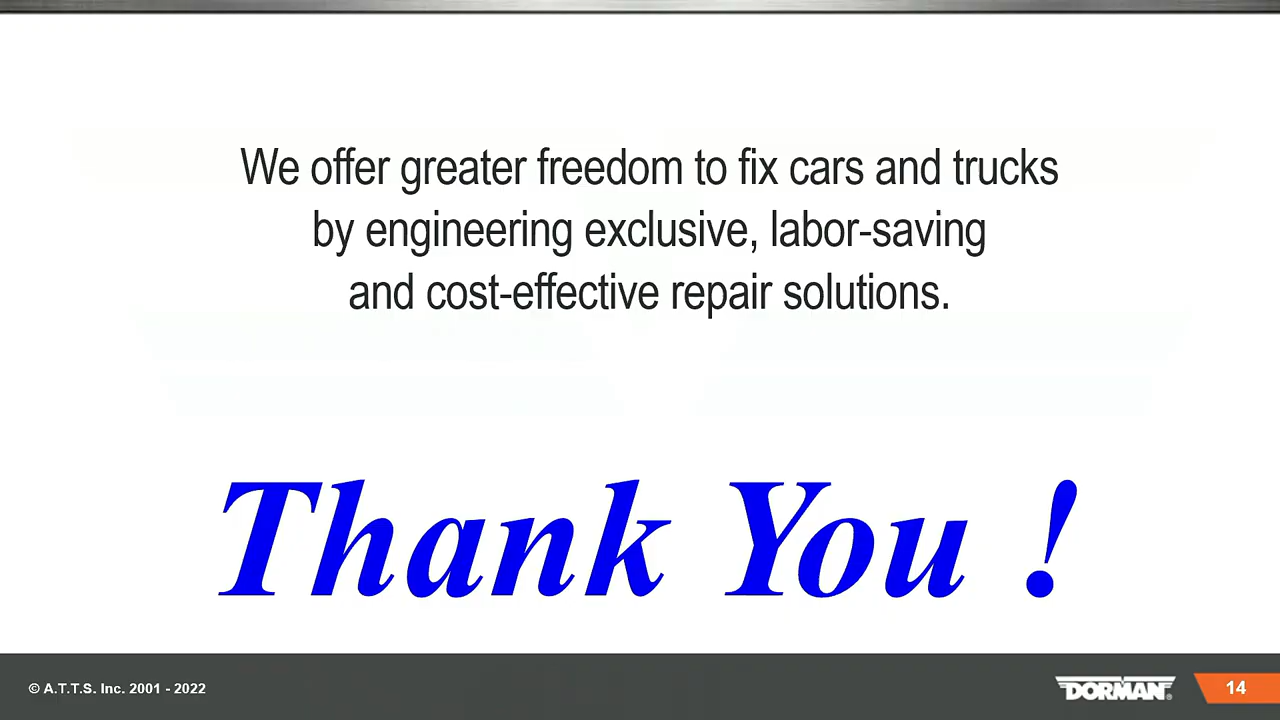 We offer greater freedom to fix cars and trucks
by engineering exclusive, labor-saving
and cost-effective repair solutions.
Thank You !
© A.T.T.S. Inc. 2001 - 2022
DORMAN®
14